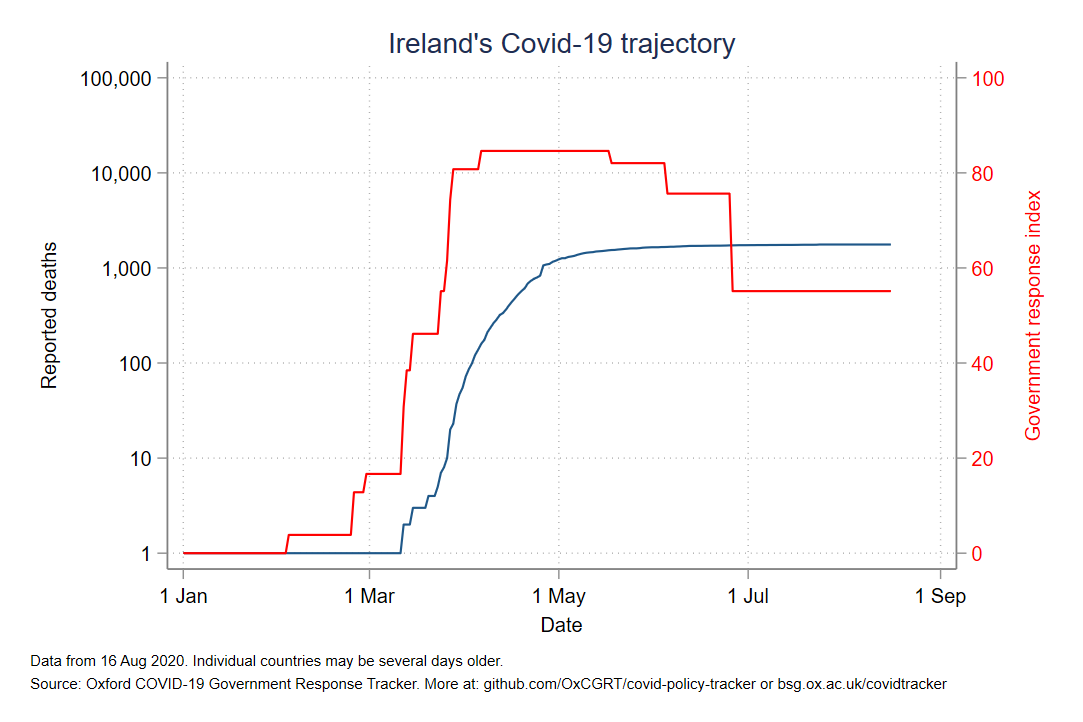 Ireland's Covid-19 trajectory
100,000
10,000
1,000
100
10
1
Reported deaths
100
80
60
40
20
0
Government response index
1 Jan
1 Mar
1 May
1 Jul
1 Sep
Date
Data from 16 Aug 2020. Individual countries may be several days older.
Source: Oxford COVID-19 Government Response Tracker. More at: github.com/OxCGRT/covid-policy-tracker or bsg.ox.ac.uk/covidtracker